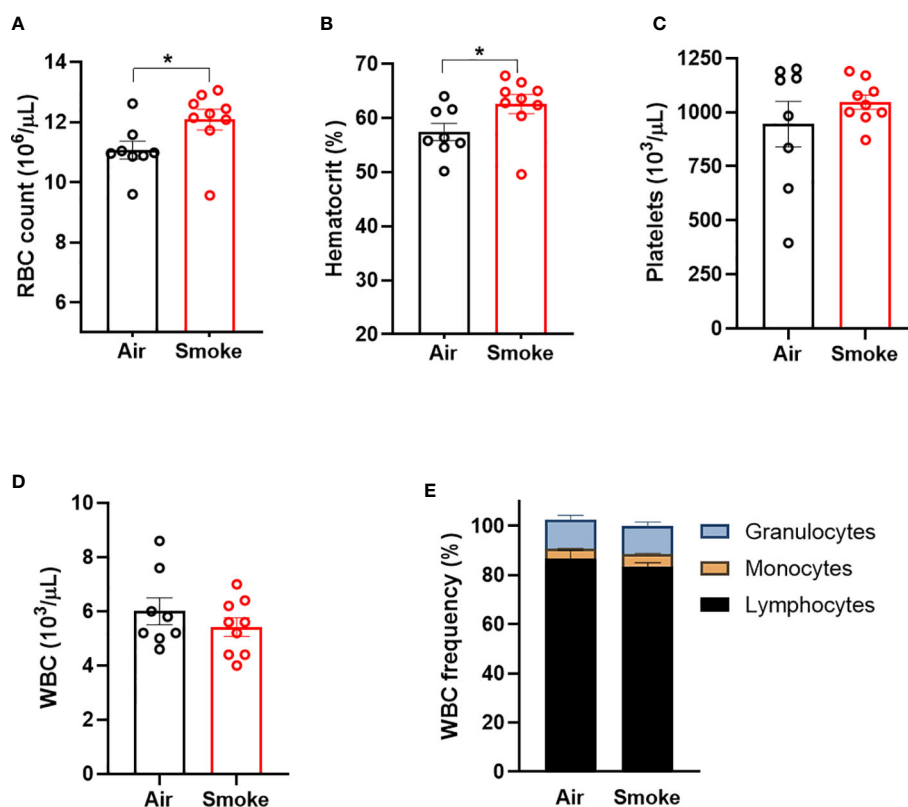 A
RBC count (10⁶/μL)
14
12
10
8
6
*
Air Smoke
B
Hematocrit (%)
70
60
50
40
30
20
*
Air Smoke
C
Platelets (10³/μL)
1250
1000
750
500
250
0
Air Smoke
D
WBC (10³/μL)
10
8
6
4
2
0
Air Smoke
E
WBC frequency (%)
100
80
60
40
20
0
Air Smoke
Granulocytes
Monocytes
Lymphocytes